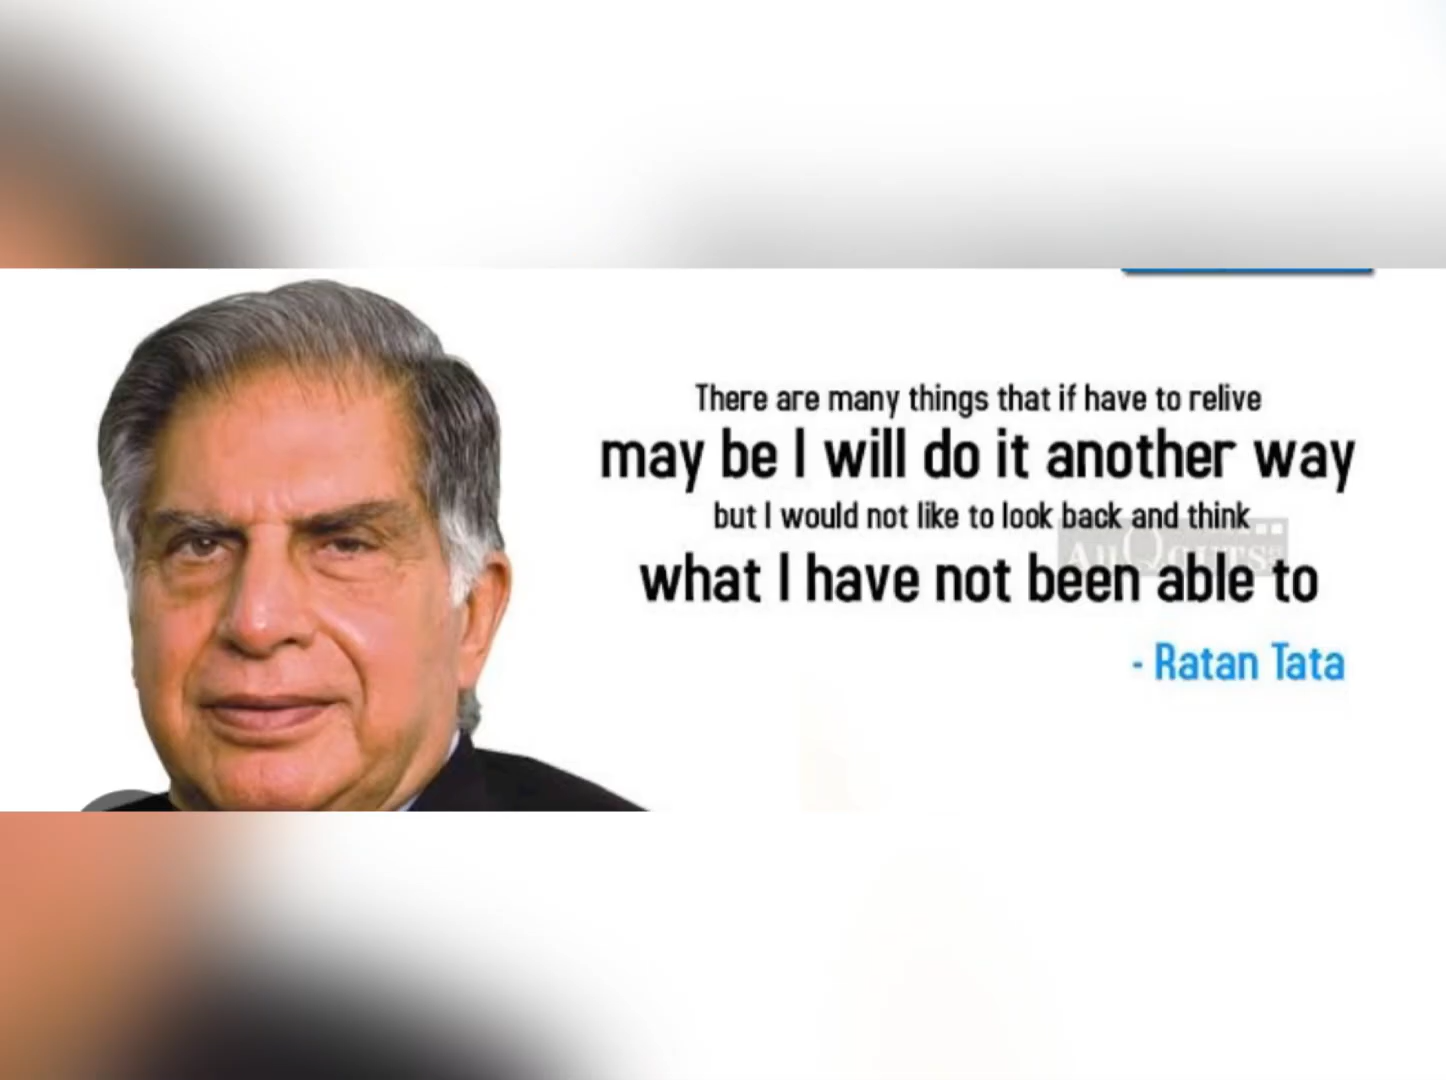 There are many things that if have to relive
may be I will do it another way
but I would not like to look back and think
what I have not been able to
- Ratan Tata